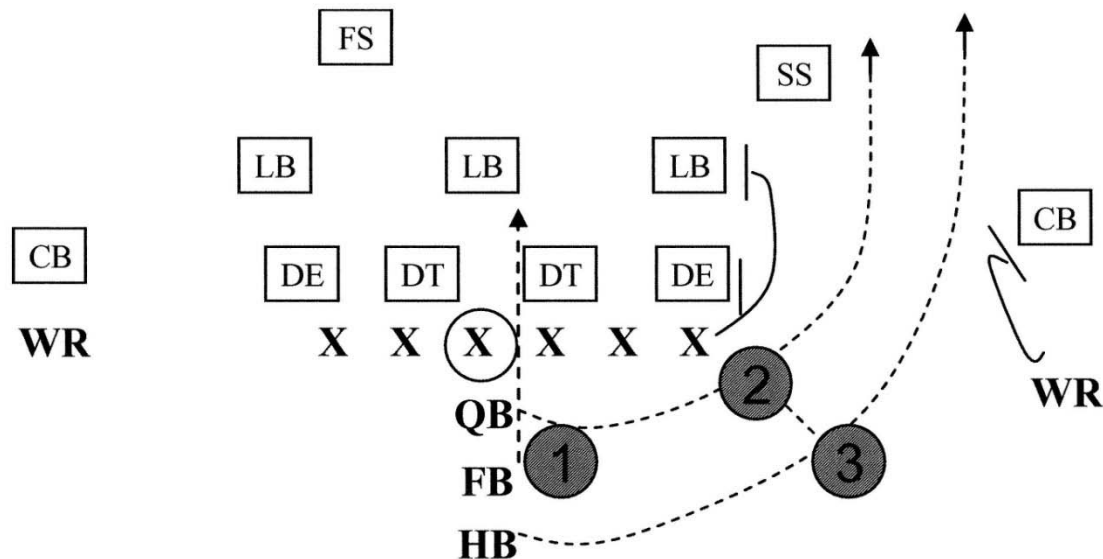 FS
SS
LB LB LB
CB
CB DE DT DT DE
WR X X X X X X
WR
2
QB
1 3
FB
HB